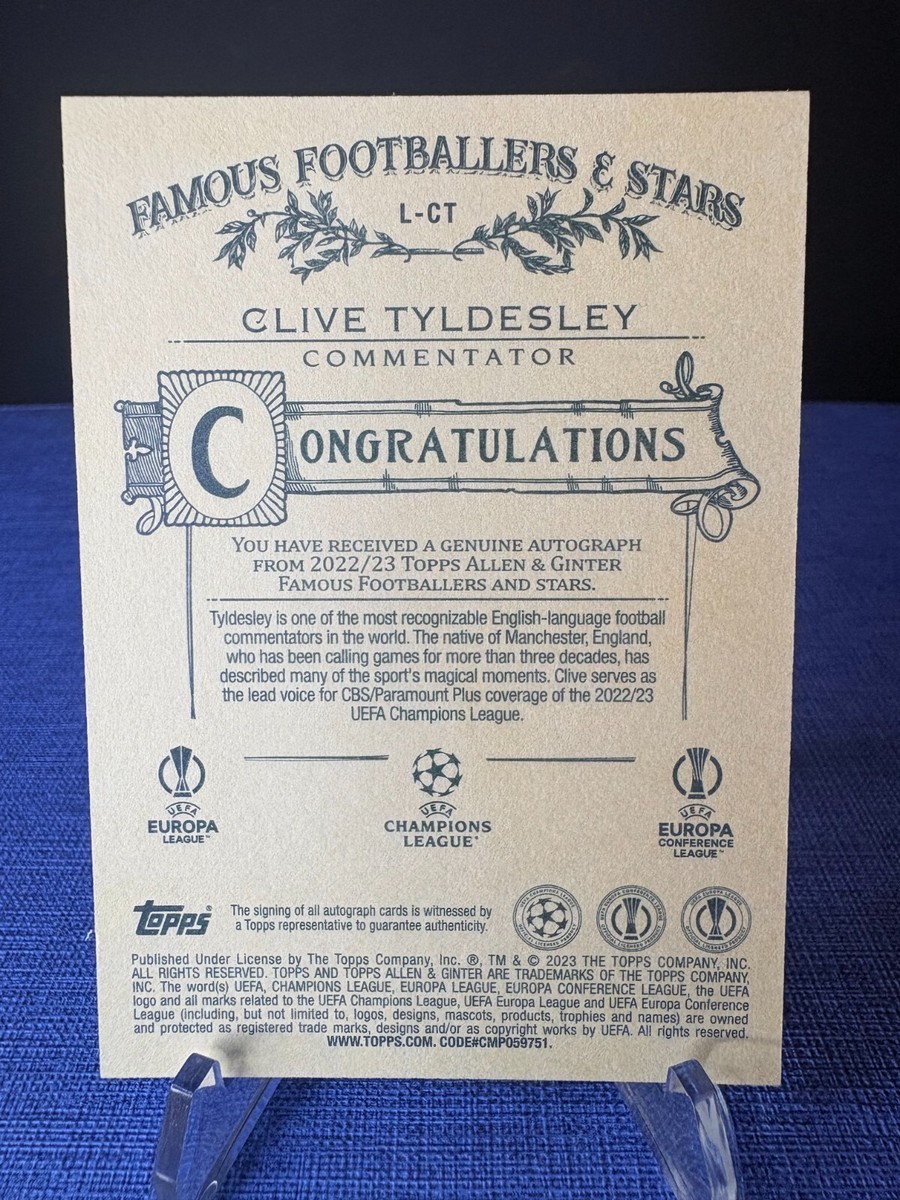 FAMOUS FOOTBALLERS & STARS
L-CT
CLIVE TYLDESLEY
COMMENTATOR
CONGRATULATIONS
YOU HAVE RECEIVED A GENUINE AUTOGRAPH
FROM 2022/23 TOPPS ALLEN & GINTER
FAMOUS FOOTBALLERS AND STARS.
Tyldesley is one of the most recognizable English-language football
commentators in the world. The native of Manchester, England,
who has been calling games for more than three decades, has
described many of the sport's magical moments. Clive serves as
the lead voice for CBS/Paramount Plus coverage of the 2022/23
UEFA Champions League.
UEFA
EUROPA
LEAGUE™
UEFA
CHAMPIONS
LEAGUE®
UEFA
EUROPA
CONFERENCE
LEAGUE™
Topps®
The signing of all autograph cards is witnessed by
a Topps representative to guarantee authenticity.
Published Under License by The Topps Company, Inc. ®, TM & © 2023 THE TOPPS COMPANY, INC.
ALL RIGHTS RESERVED. TOPPS AND TOPPS ALLEN & GINTER ARE TRADEMARKS OF THE TOPPS COMPANY,
INC. The word(s) UEFA, CHAMPIONS LEAGUE, EUROPA LEAGUE, EUROPA CONFERENCE LEAGUE, the UEFA
logo and all marks related to the UEFA Champions League, UEFA Europa League and UEFA Europa Conference
League (including, but not limited to, logos, designs, mascots, products, trophies and names) are owned
and protected as registered trade marks, designs and/or as copyright works by UEFA. All rights reserved.
WWW.TOPPS.COM. CODE#CMP059751.